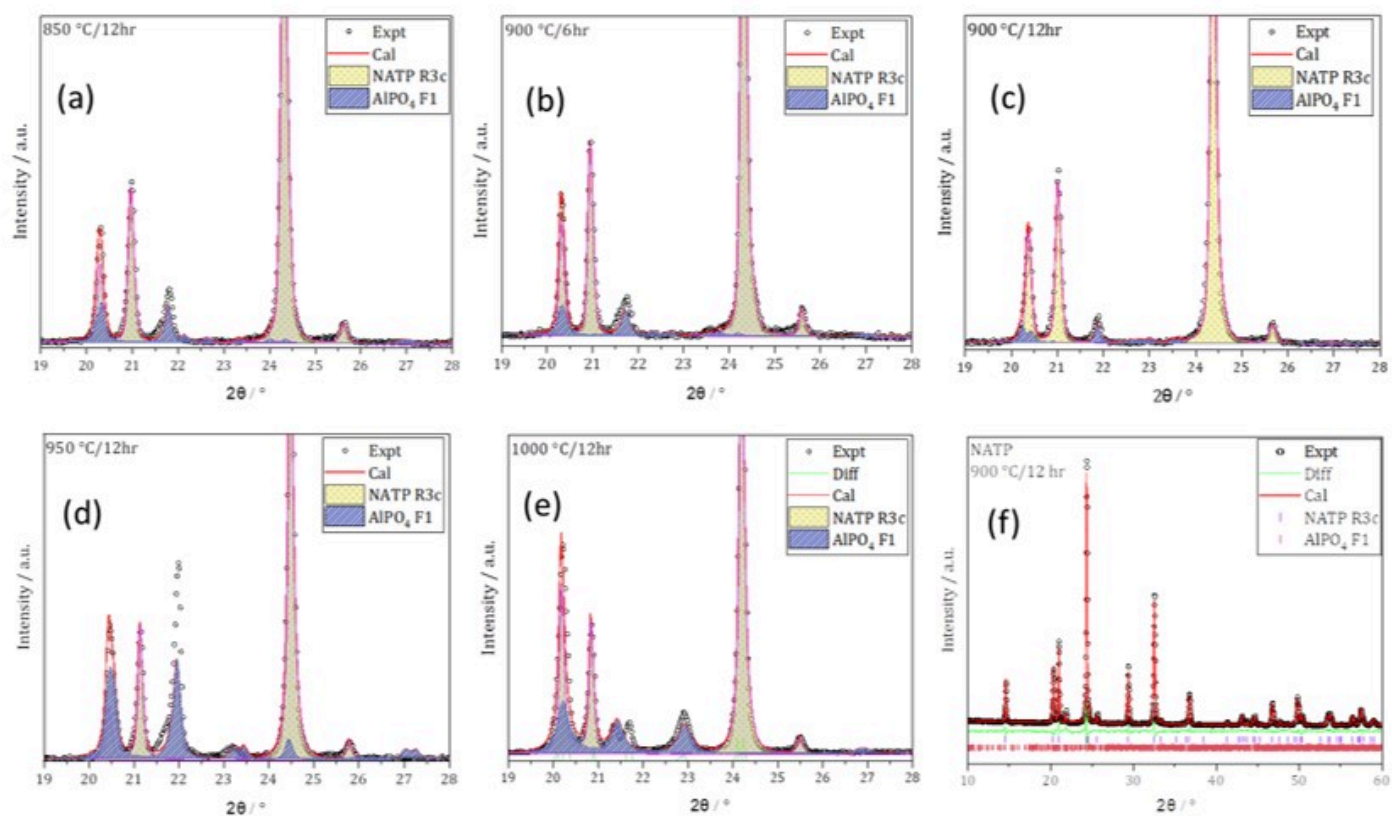 850 °C/12hr
Expt
Cal
NATP R3c
AlPO₄ F1
(a)
Intensity / a.u.
19 20 21 22 23 24 25 26 27 28
2θ / °
900 °C/6hr
Expt
Cal
NATP R3c
AlPO₄ F1
(b)
Intensity / a.u.
19 20 21 22 23 24 25 26 27 28
2θ / °
900 °C/12hr
Expt
Cal
NATP R3c
AlPO₄ F1
(c)
Intensity / a.u.
19 20 21 22 23 24 25 26 27 28
2θ / °
950 °C/12hr
Expt
Cal
NATP R3c
AlPO₄ F1
(d)
Intensity / a.u.
19 20 21 22 23 24 25 26 27 28
2θ / °
1000 °C/12hr
Expt
Diff
Cal
NATP R3c
AlPO₄ F1
(e)
Intensity / a.u.
19 20 21 22 23 24 25 26 27 28
2θ / °
NATP
900 °C/12 hr
Expt
Diff
Cal
NATP R3c
AlPO₄ F1
(f)
Intensity / a.u.
10 20 30 40 50 60
2θ / °